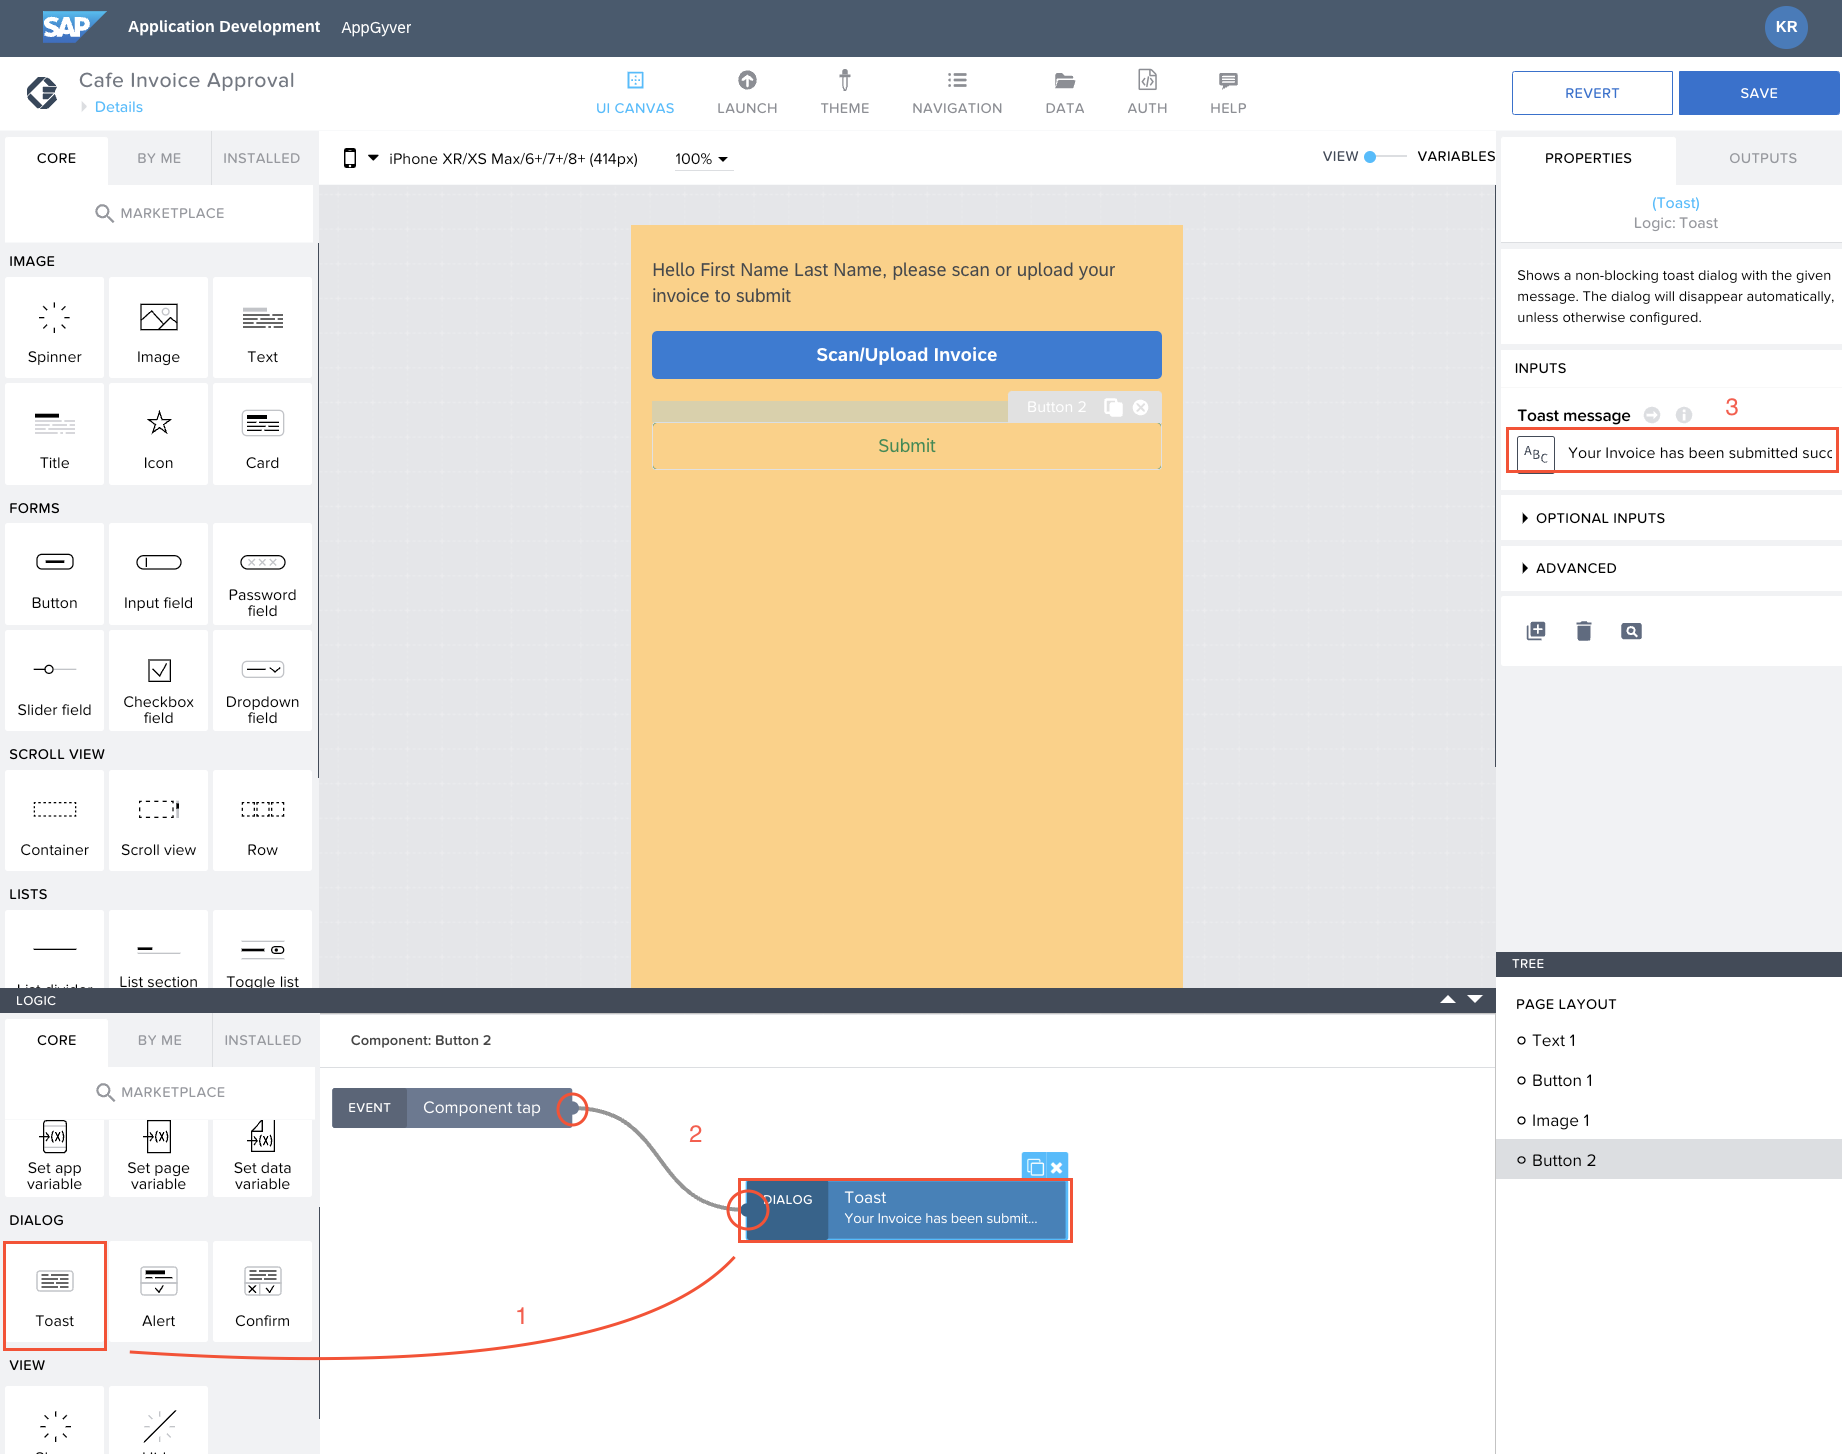 SAP Application Development AppGyver KR
Cafe Invoice Approval
Details
UI CANVAS LAUNCH THEME NAVIGATION DATA AUTH HELP
REVERT SAVE
CORE BY ME INSTALLED
MARKETPLACE
iPhone XR/XS Max/6+/7+/8+ (414px) 100%
VIEW VARIABLES
IMAGE
Spinner Image Text
Title Icon Card
FORMS
Button Input field Password
field
Slider field Checkbox
field
Dropdown
field
SCROLL VIEW
Container Scroll view Row
LISTS
List section Toggle list
Hello First Name Last Name, please scan or upload your
invoice to submit
Scan/Upload Invoice
Button 2
Submit
PROPERTIES OUTPUTS
(Toast)
Logic: Toast
Shows a non-blocking toast dialog with the given
message. The dialog will disappear automatically,
unless otherwise configured.
INPUTS
Toast message 3
ABC Your Invoice has been submitted succ
OPTIONAL INPUTS
ADVANCED
TREE
PAGE LAYOUT
Text 1
Button 1
Image 1
Button 2
LOGIC
CORE BY ME INSTALLED
MARKETPLACE
Set app
variable
Set page
variable
Set data
variable
DIALOG
Toast Alert Confirm
VIEW
Component: Button 2
EVENT Component tap
2
DIALOG Toast
Your Invoice has been submit...
1